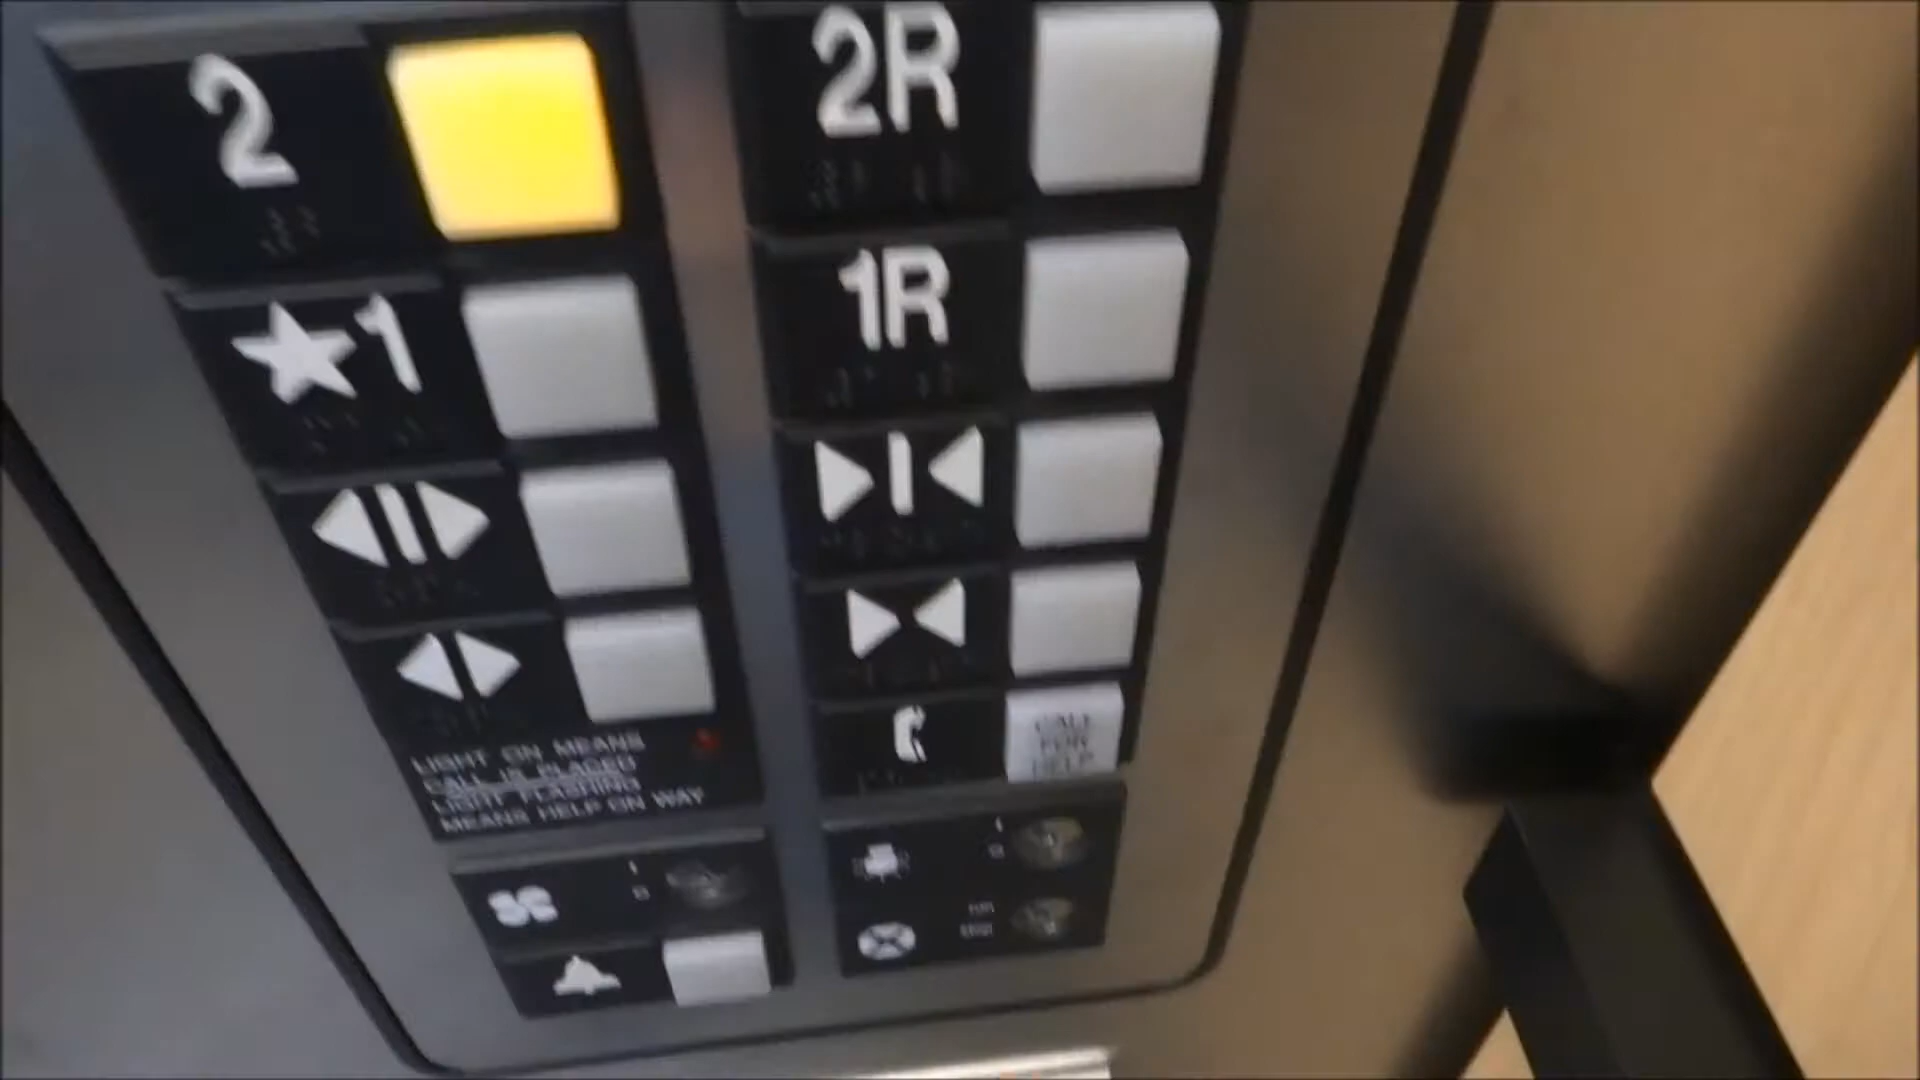 2
2R
★1
1R
LIGHT ON MEANS
CALL IS PLACED
LIGHT FLASHING
MEANS HELP ON WAY
CALL
FOR
HELP